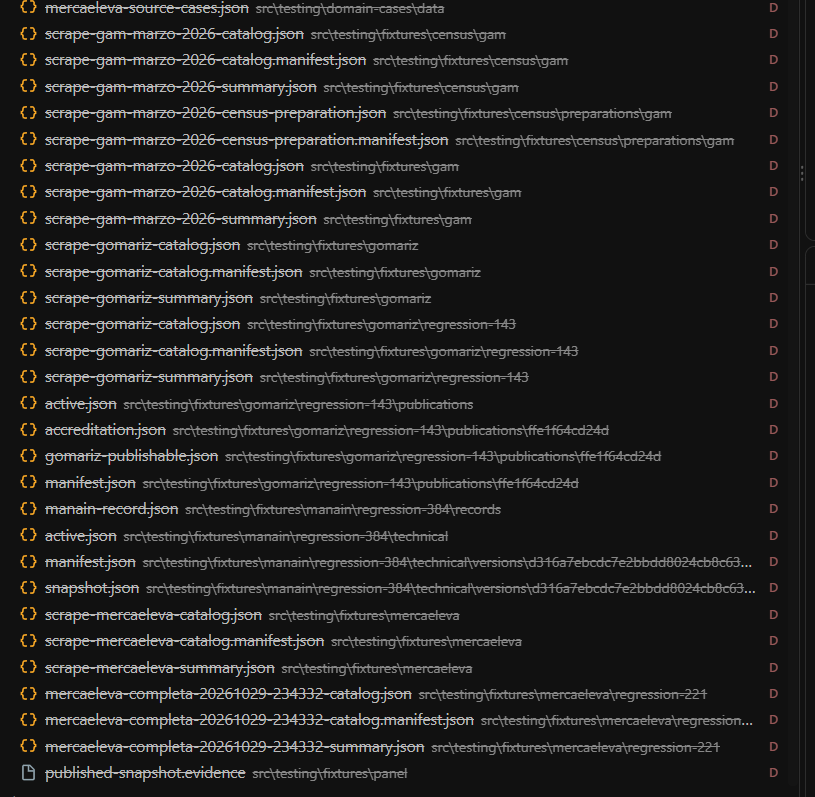 mercaeleva-source-cases.json src\testing\domain-cases\data D
scrape-gam-marzo-2026-catalog.json src\testing\fixtures\census\gam D
scrape-gam-marzo-2026-catalog.manifest.json src\testing\fixtures\census\gam D
scrape-gam-marzo-2026-summary.json src\testing\fixtures\census\gam D
scrape-gam-marzo-2026-census-preparation.json src\testing\fixtures\census\preparations\gam D
scrape-gam-marzo-2026-census-preparation.manifest.json src\testing\fixtures\census\preparations\gam D
scrape-gam-marzo-2026-catalog.json src\testing\fixtures\gam D
scrape-gam-marzo-2026-catalog.manifest.json src\testing\fixtures\gam D
scrape-gam-marzo-2026-summary.json src\testing\fixtures\gam D
scrape-gomariz-catalog.json src\testing\fixtures\gomariz D
scrape-gomariz-catalog.manifest.json src\testing\fixtures\gomariz D
scrape-gomariz-summary.json src\testing\fixtures\gomariz D
scrape-gomariz-catalog.json src\testing\fixtures\gomariz\regression-143 D
scrape-gomariz-catalog.manifest.json src\testing\fixtures\gomariz\regression-143 D
scrape-gomariz-summary.json src\testing\fixtures\gomariz\regression-143 D
active.json src\testing\fixtures\gomariz\regression-143\publications D
accreditation.json src\testing\fixtures\gomariz\regression-143\publications\ffe1f64cd24d D
gomariz-publishable.json src\testing\fixtures\gomariz\regression-143\publications\ffe1f64cd24d D
manifest.json src\testing\fixtures\gomariz\regression-143\publications\ffe1f64cd24d D
manain-record.json src\testing\fixtures\manain\regression-384\records D
active.json src\testing\fixtures\manain\regression-384\technical D
manifest.json src\testing\fixtures\manain\regression-384\technical\versions\d316a7ebcdc7e2bbdd8024cb8c63... D
snapshot.json src\testing\fixtures\manain\regression-384\technical\versions\d316a7ebcdc7e2bbdd8024cb8c63... D
scrape-mercaeleva-catalog.json src\testing\fixtures\mercaeleva D
scrape-mercaeleva-catalog.manifest.json src\testing\fixtures\mercaeleva D
scrape-mercaeleva-summary.json src\testing\fixtures\mercaeleva D
mercaeleva-completa-20261029-234332-catalog.json src\testing\fixtures\mercaeleva\regression-221 D
mercaeleva-completa-20261029-234332-catalog.manifest.json src\testing\fixtures\mercaeleva\regression... D
mercaeleva-completa-20261029-234332-summary.json src\testing\fixtures\mercaeleva\regression-221 D
published-snapshot.evidence src\testing\fixtures\panel D